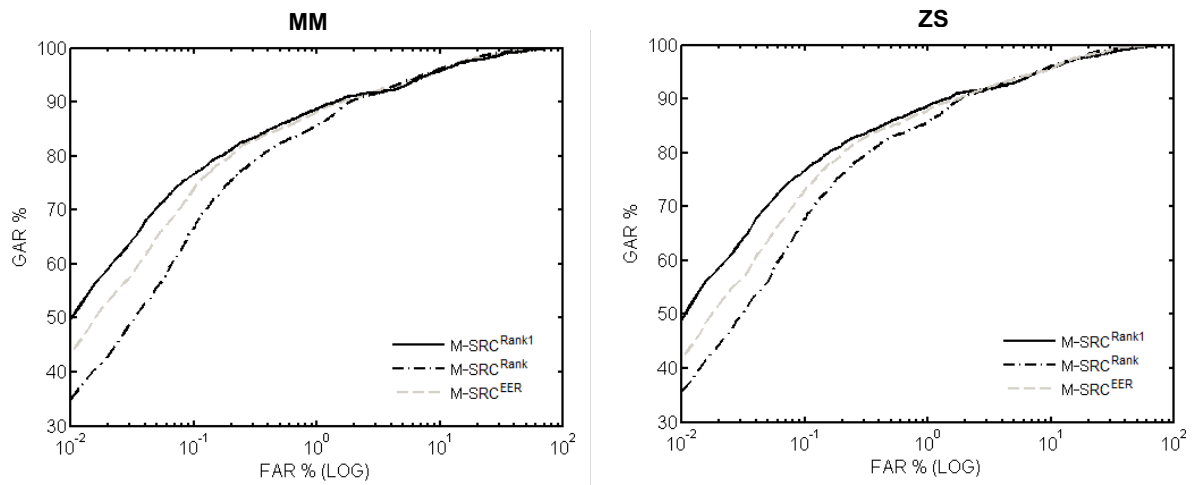 MM
100
90
80
70
60
50
40
30
GAR %
10^-2
10^-1
10^0
10^1
10^2
FAR % (LOG)
M-SRC^Rank1
M-SRC^Rank
M-SRC^EER
ZS
100
90
80
70
60
50
40
30
GAR %
10^-2
10^-1
10^0
10^1
10^2
FAR % (LOG)
M-SRC^Rank1
M-SRC^Rank
M-SRC^EER